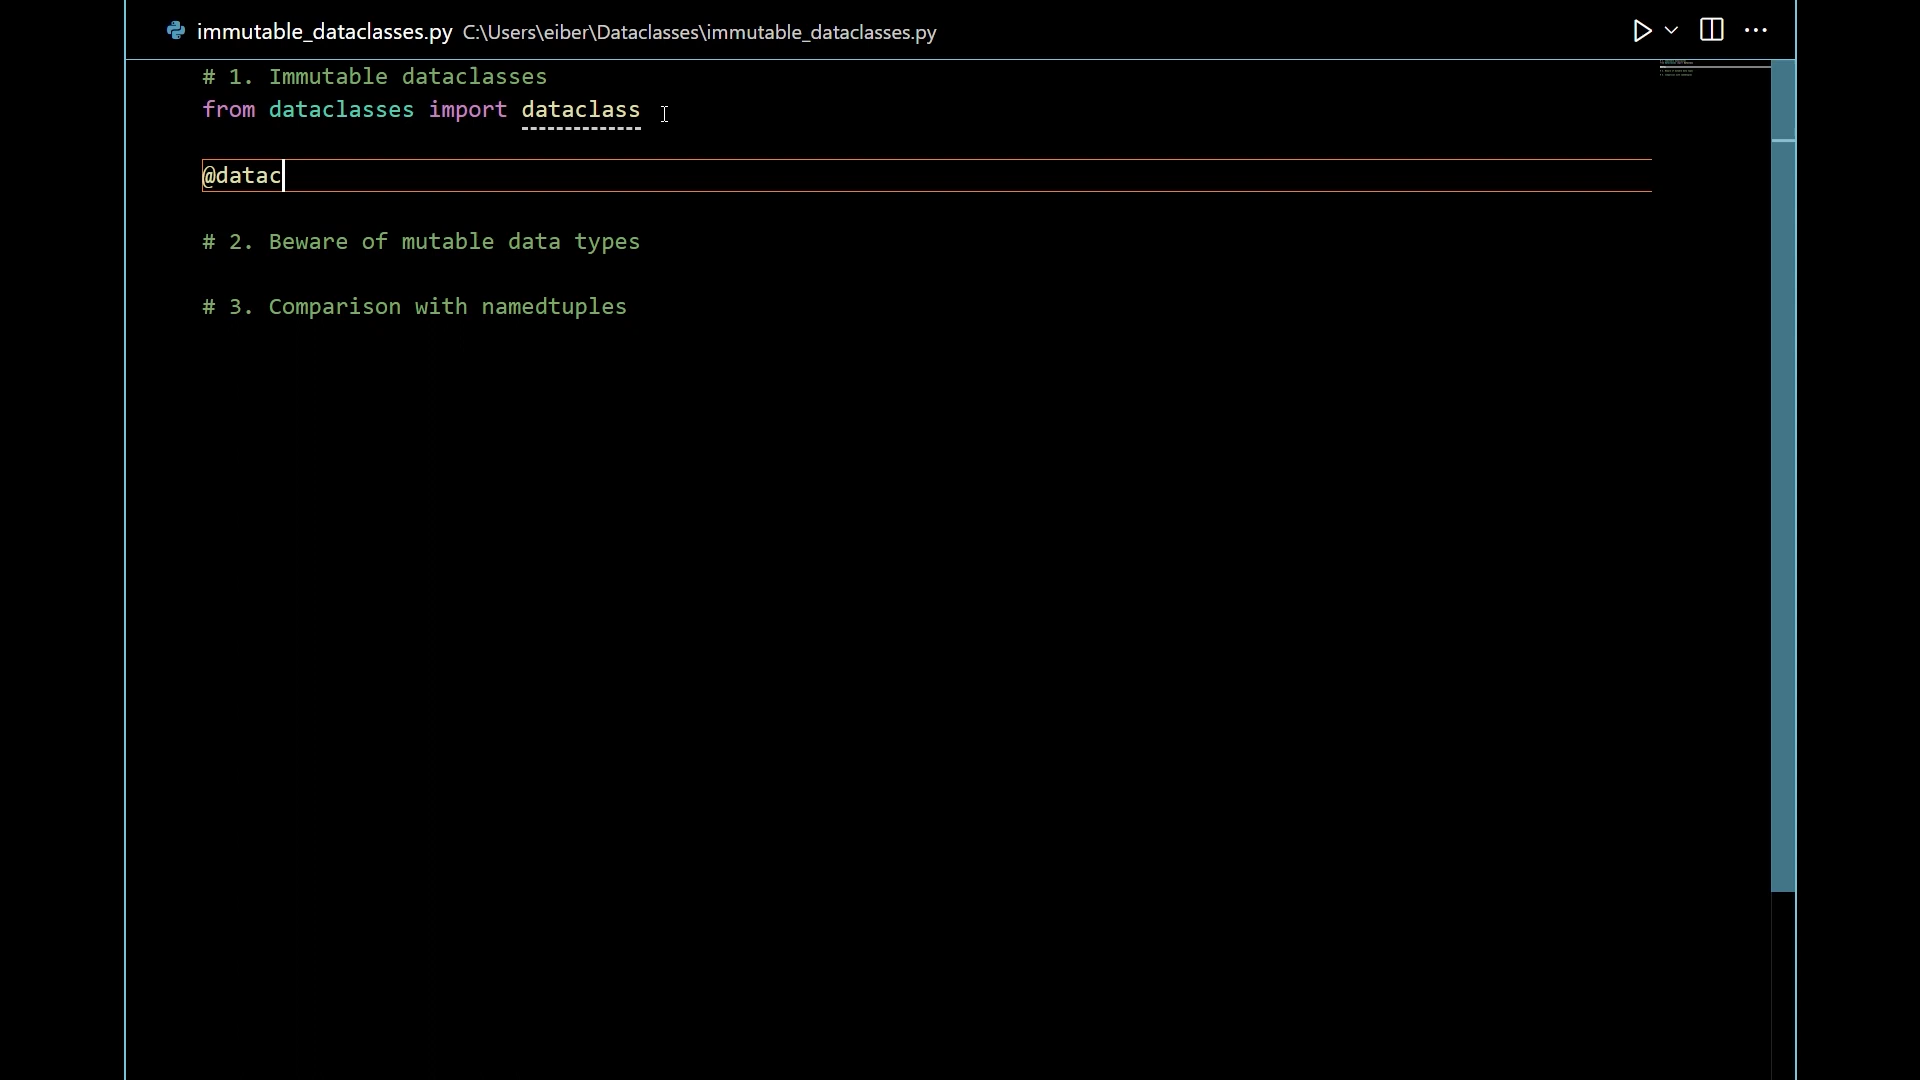 immutable_dataclasses.py C:\Users\eiber\Dataclasses\immutable_dataclasses.py
# 1. Immutable dataclasses
from dataclasses import dataclass
@datac
# 2. Beware of mutable data types
# 3. Comparison with namedtuples